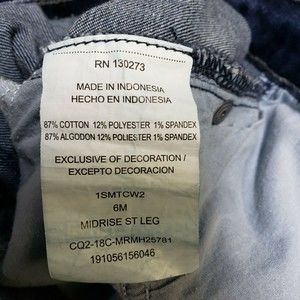 RN 130273
MADE IN INDONESIA
HECHO EN INDONESIA
87% COTTON 12% POLYESTER 1% SPANDEX
87% ALGODON 12% POLYESTER 1% SPANDEX
EXCLUSIVE OF DECORATION /
EXCEPTO DECORACION
1SMTCW2
6M
MIDRISE ST LEG
CQ2-18C-MRMH25781
191056156046